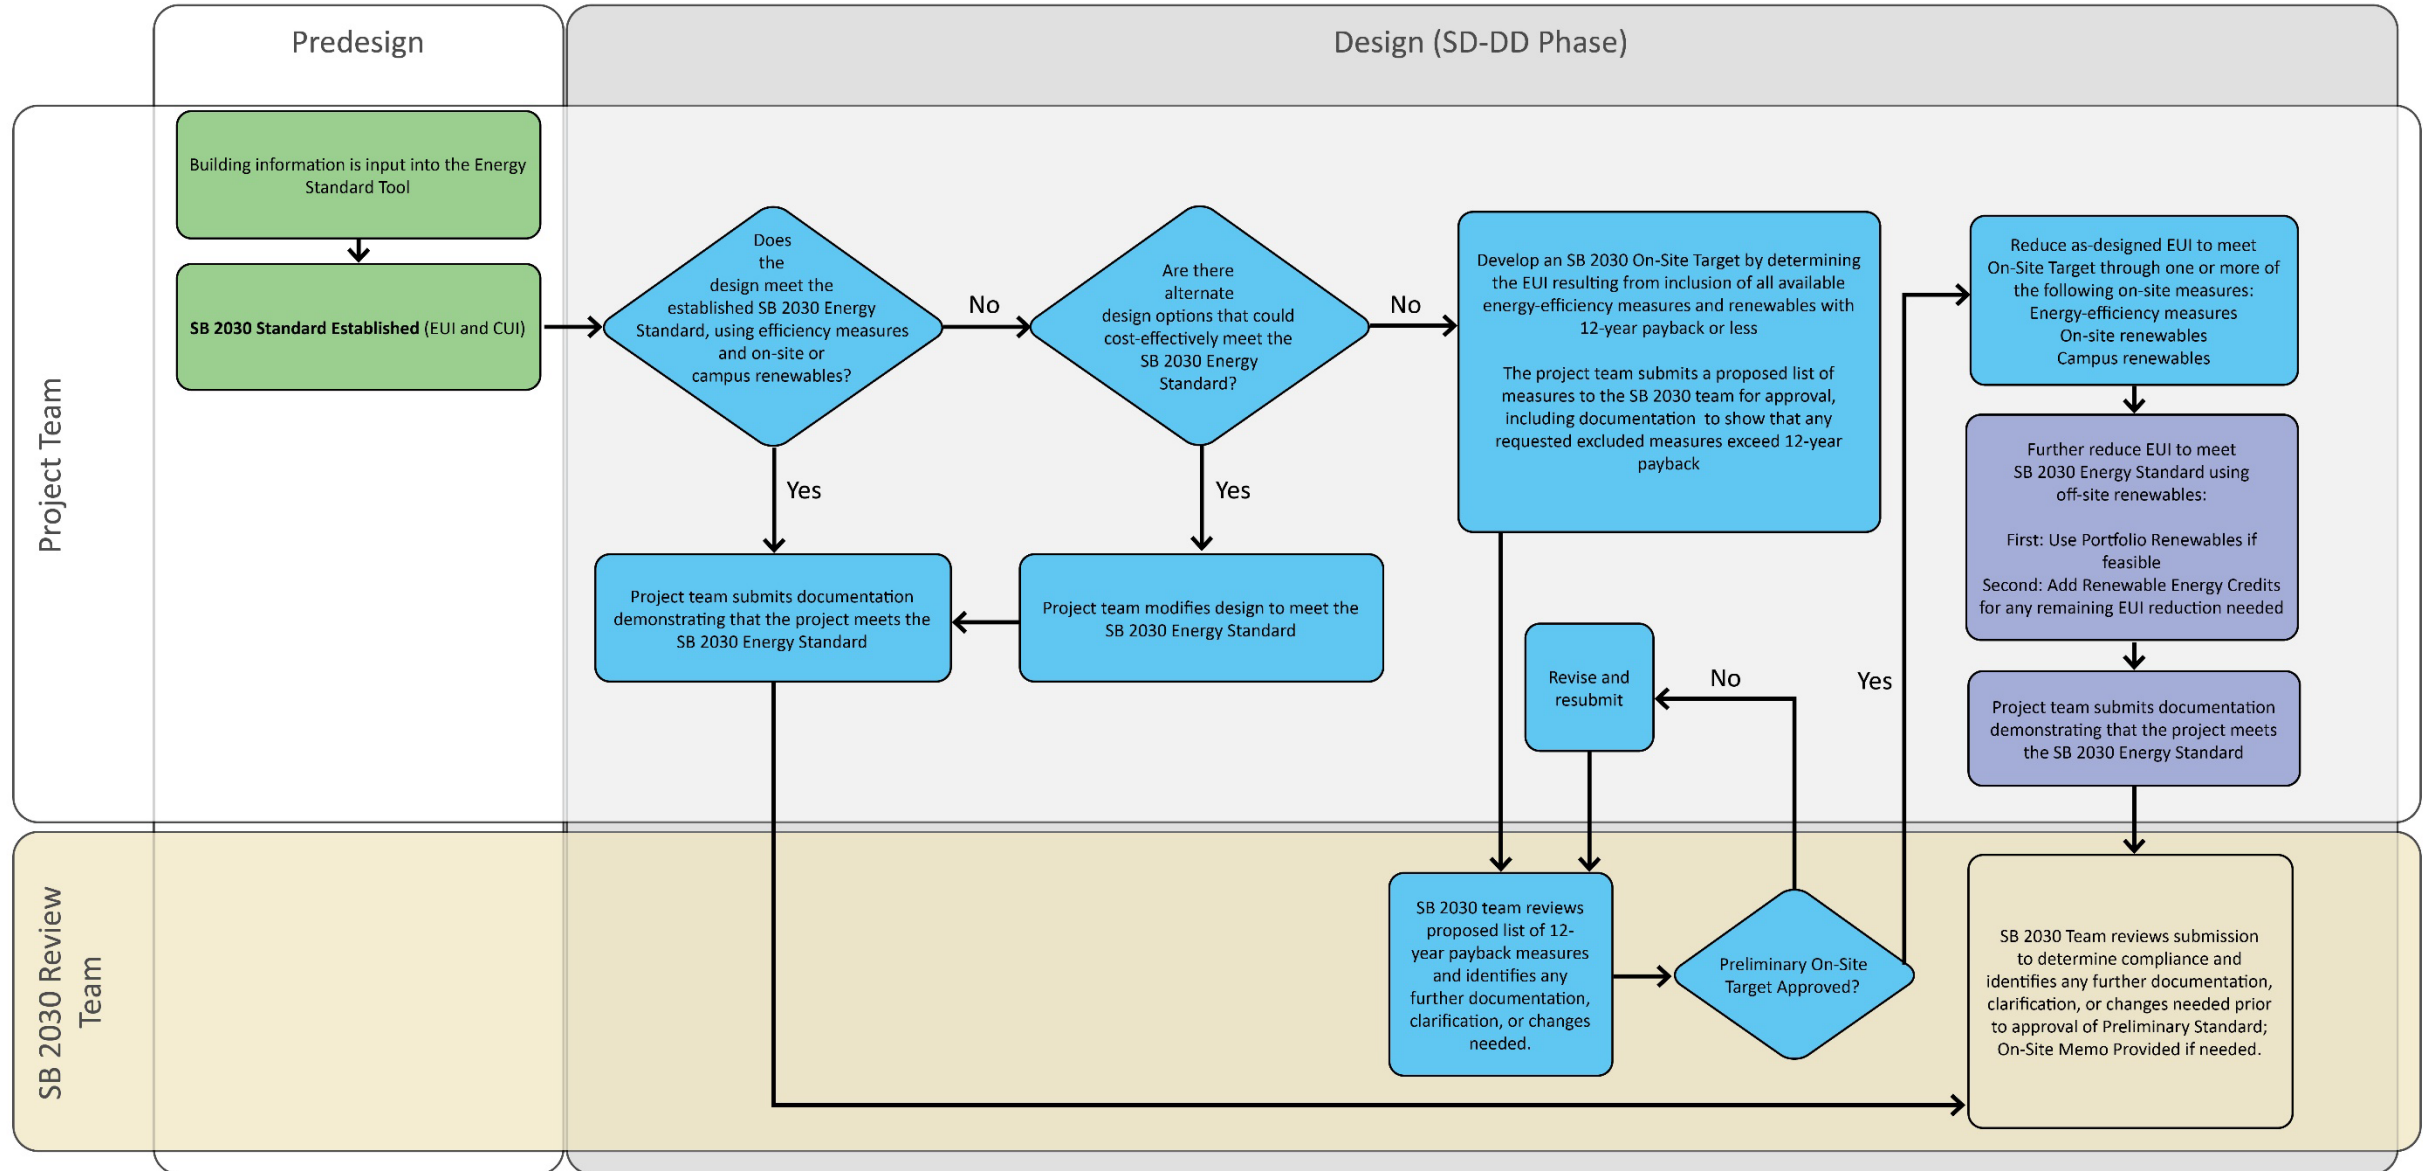 Predesign
Design (SD-DD Phase)
Project Team
Building information is input into the Energy
Standard Tool
SB 2030 Standard Established (EUI and CUI)
Does
the
design meet the
established SB 2030 Energy
Standard, using efficiency measures
and on-site or
campus renewables?
No
Yes
Are there
alternate
design options that could
cost-effectively meet the
SB 2030 Energy
Standard?
No
Yes
Project team submits documentation
demonstrating that the project meets the
SB 2030 Energy Standard
Project team modifies design to meet the
SB 2030 Energy Standard
Develop an SB 2030 On-Site Target by determining
the EUI resulting from inclusion of all available
energy-efficiency measures and renewables with
12-year payback or less
The project team submits a proposed list of
measures to the SB 2030 team for approval,
including documentation to show that any
requested excluded measures exceed 12-year
payback
Revise and
resubmit
No
Yes
Reduce as-designed EUI to meet
On-Site Target through one or more of
the following on-site measures:
Energy-efficiency measures
On-site renewables
Campus renewables
Further reduce EUI to meet
SB 2030 Energy Standard using
off-site renewables:
First: Use Portfolio Renewables if
feasible
Second: Add Renewable Energy Credits
for any remaining EUI reduction needed
Project team submits documentation
demonstrating that the project meets
the SB 2030 Energy Standard
SB 2030 Review
Team
SB 2030 team reviews
proposed list of 12-
year payback measures
and identifies any
further documentation,
clarification, or changes
needed.
Preliminary On-Site
Target Approved?
SB 2030 Team reviews submission
to determine compliance and
identifies any further documentation,
clarification, or changes needed prior
to approval of Preliminary Standard;
On-Site Memo Provided if needed.